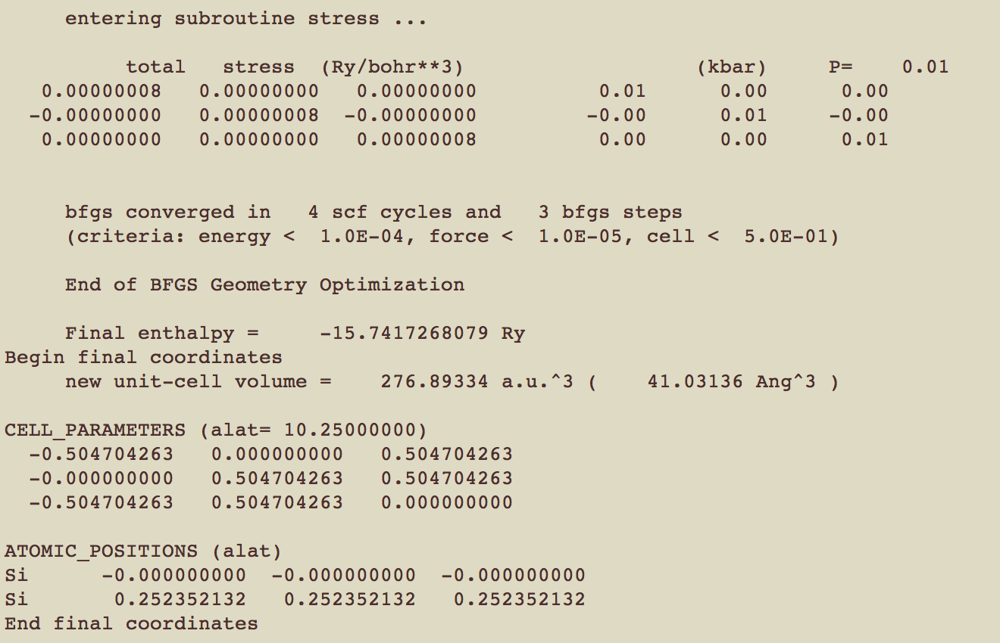 entering subroutine stress ...
total stress (Ry/bohr**3) (kbar) P= 0.01
0.00000008 0.00000000 0.00000000 0.01 0.00 0.00
-0.00000000 0.00000008 -0.00000000 -0.00 0.01 -0.00
0.00000000 0.00000000 0.00000008 0.00 0.00 0.01
bfgs converged in 4 scf cycles and 3 bfgs steps
(criteria: energy < 1.0E-04, force < 1.0E-05, cell < 5.0E-01)
End of BFGS Geometry Optimization
Final enthalpy = -15.7417268079 Ry
Begin final coordinates
new unit-cell volume = 276.89334 a.u.^3 ( 41.03136 Ang^3 )
CELL_PARAMETERS (alat= 10.25000000)
-0.504704263 0.000000000 0.504704263
-0.000000000 0.504704263 0.504704263
-0.504704263 0.504704263 0.000000000
ATOMIC_POSITIONS (alat)
Si -0.000000000 -0.000000000 -0.000000000
Si 0.252352132 0.252352132 0.252352132
End final coordinates